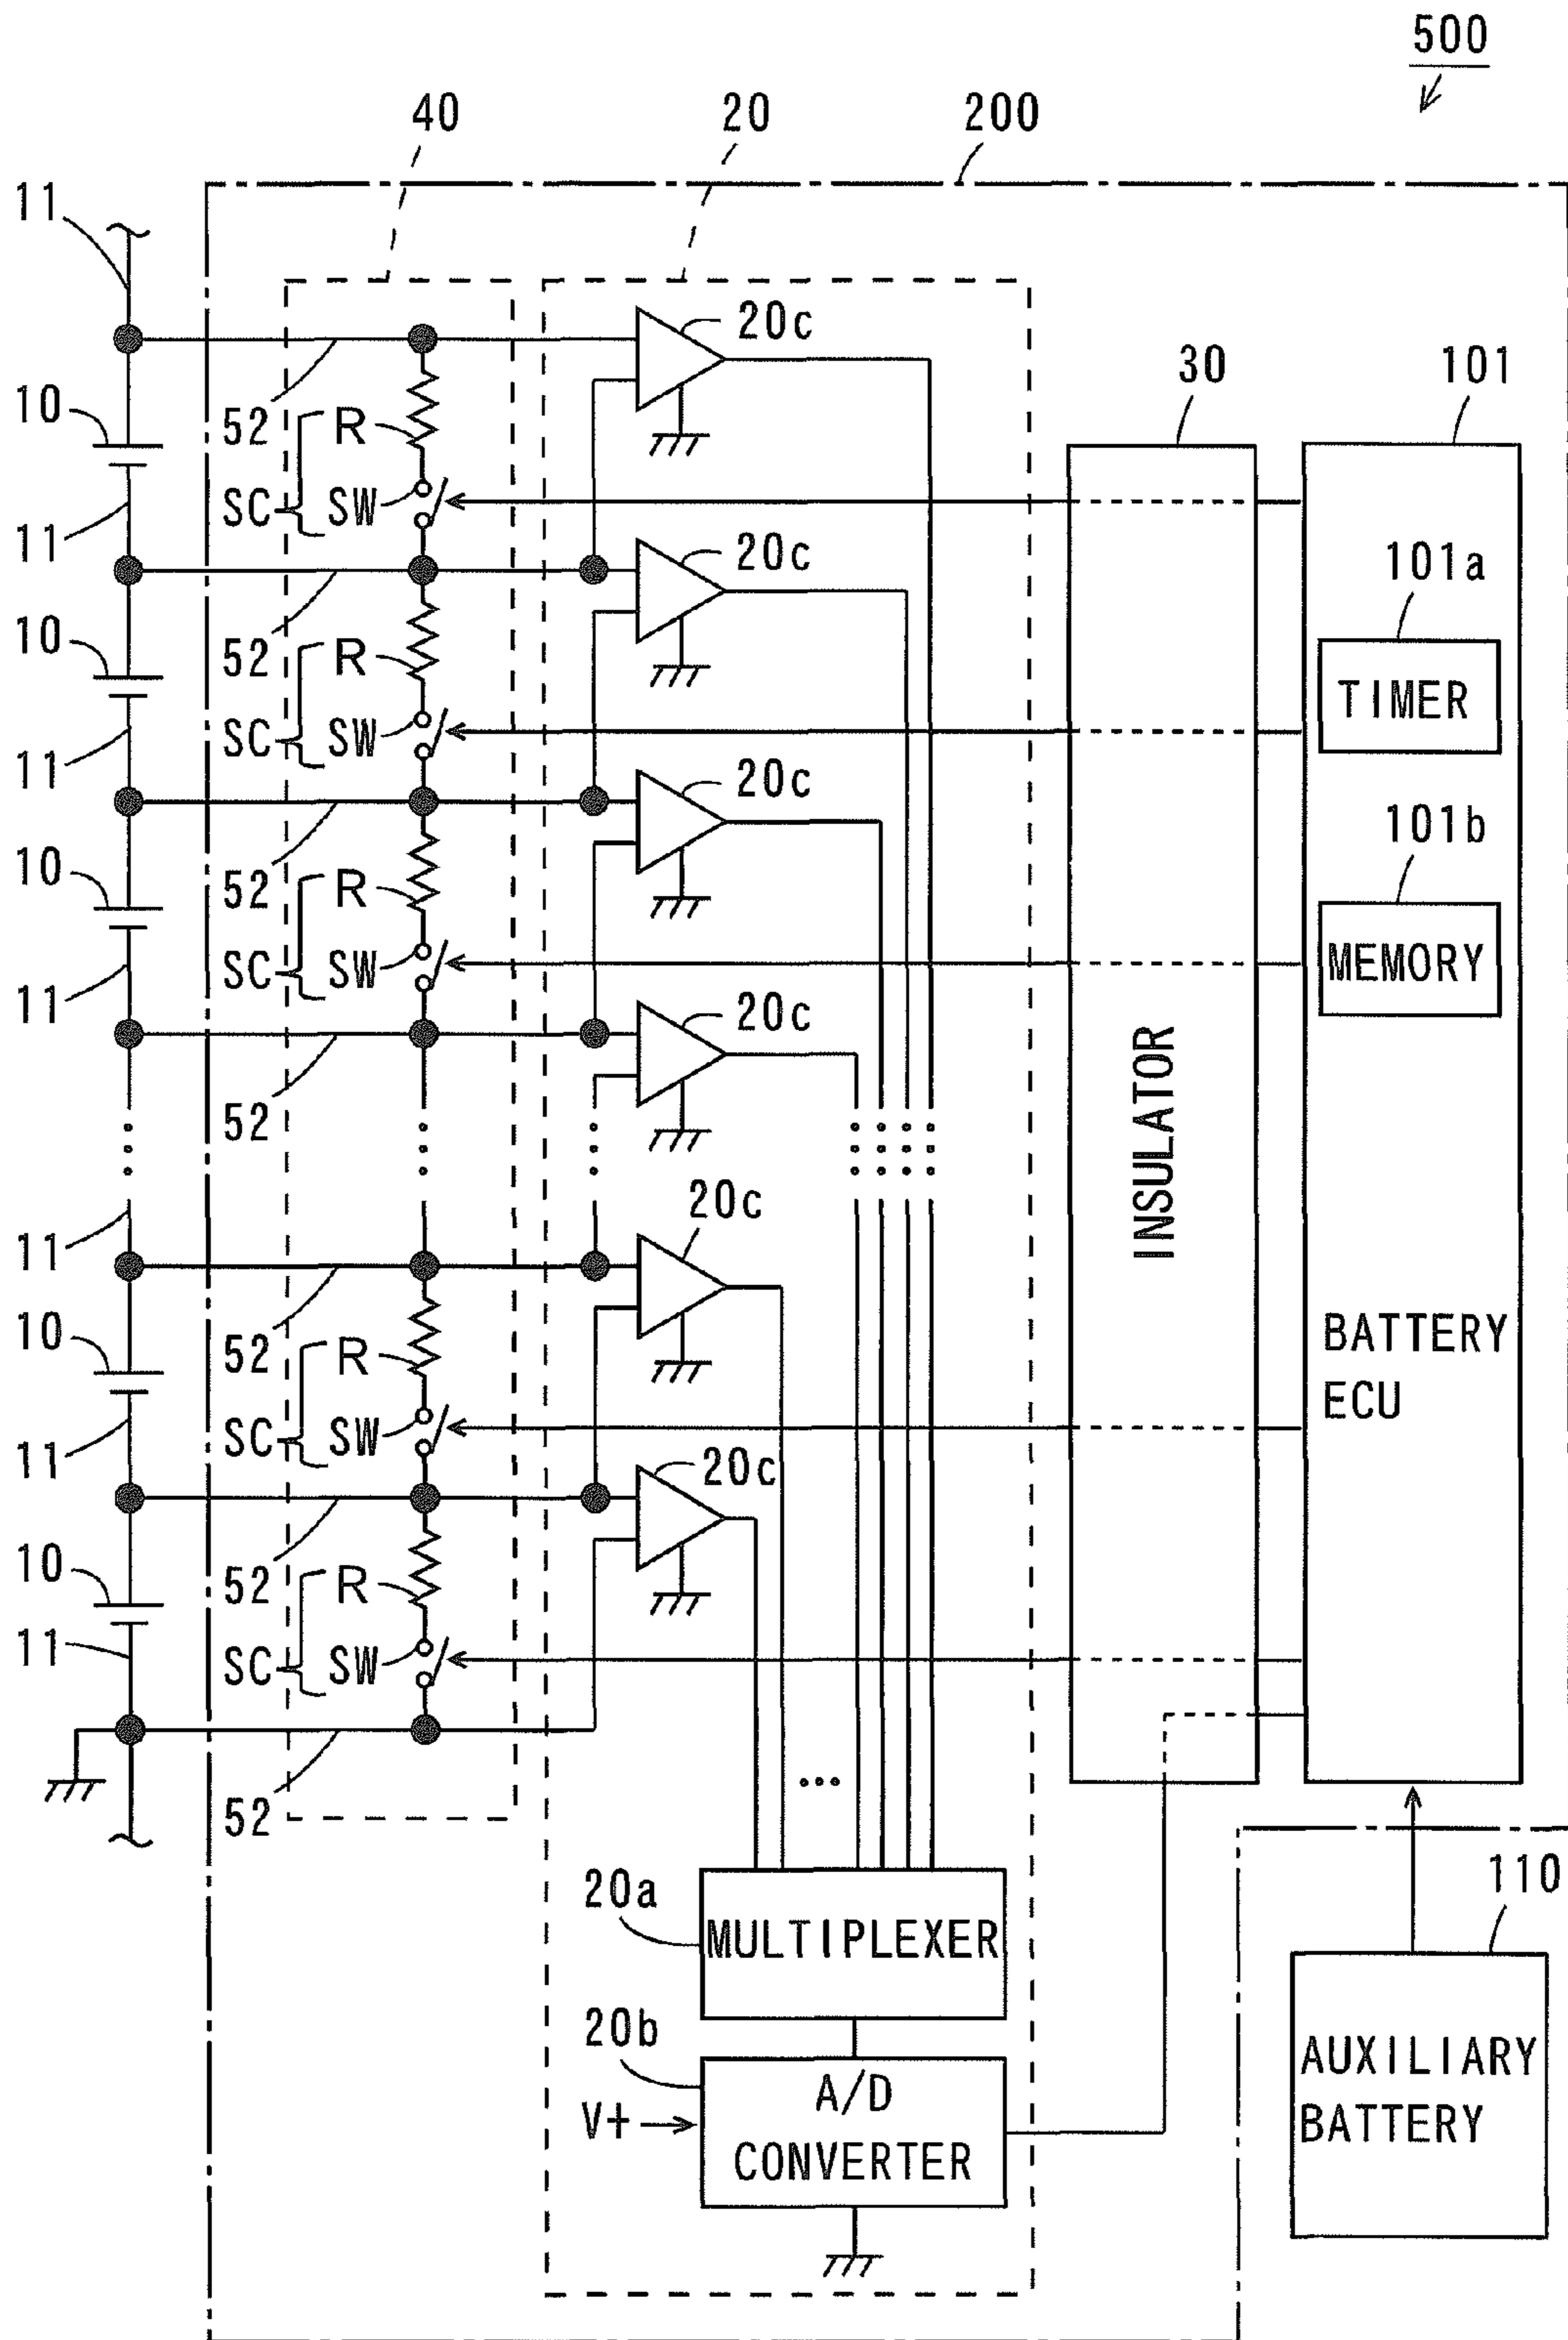 500
40
20
200
11
20c
30
101
10
52
R
SC
SW
11
20c
101a
TIMER
10
52
R
SC
SW
11
20c
101b
MEMORY
10
52
R
SC
SW
11
20c
52
INSULATOR
11
20c
10
52
R
BATTERY
ECU
SC
SW
11
20c
10
52
R
SC
SW
11
52
20a
MULTIPLEXER
110
20b
A/D
CONVERTER
V+
AUXILIARY
BATTERY